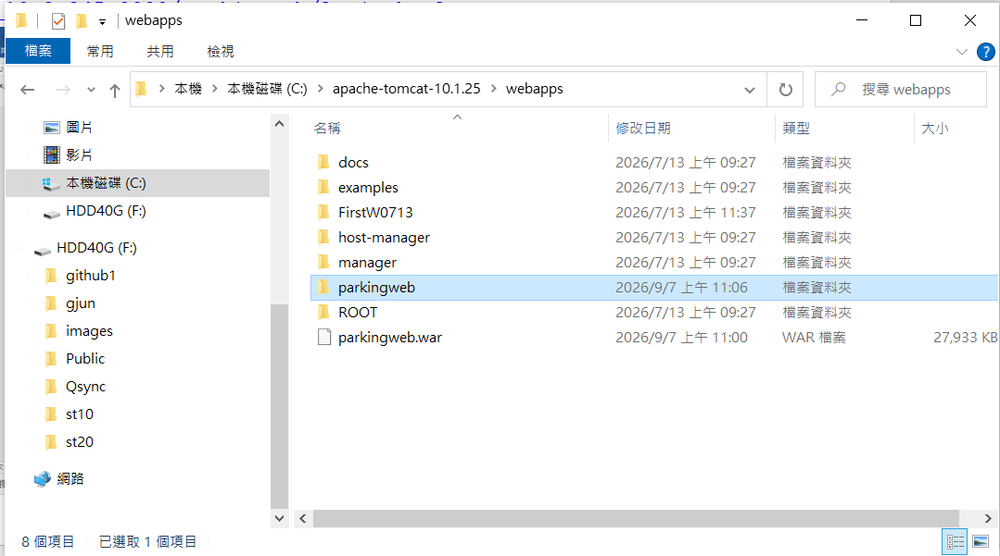 webapps
檔案 常用 共用 檢視
本機 本機磁碟 (C:) apache-tomcat-10.1.25 webapps 搜尋 webapps
圖片
影片
本機磁碟 (C:)
HDD40G (F:)
HDD40G (F:)
github1
gjun
images
Public
Qsync
st10
st20
網路
名稱 修改日期 類型 大小
docs 2026/7/13 上午 09:27 檔案資料夾
examples 2026/7/13 上午 09:27 檔案資料夾
FirstW0713 2026/7/13 上午 11:37 檔案資料夾
host-manager 2026/7/13 上午 09:27 檔案資料夾
manager 2026/7/13 上午 09:27 檔案資料夾
parkingweb 2026/9/7 上午 11:06 檔案資料夾
ROOT 2026/7/13 上午 09:27 檔案資料夾
parkingweb.war 2026/9/7 上午 11:00 WAR 檔案 27,933 KB
8 個項目 已選取 1 個項目